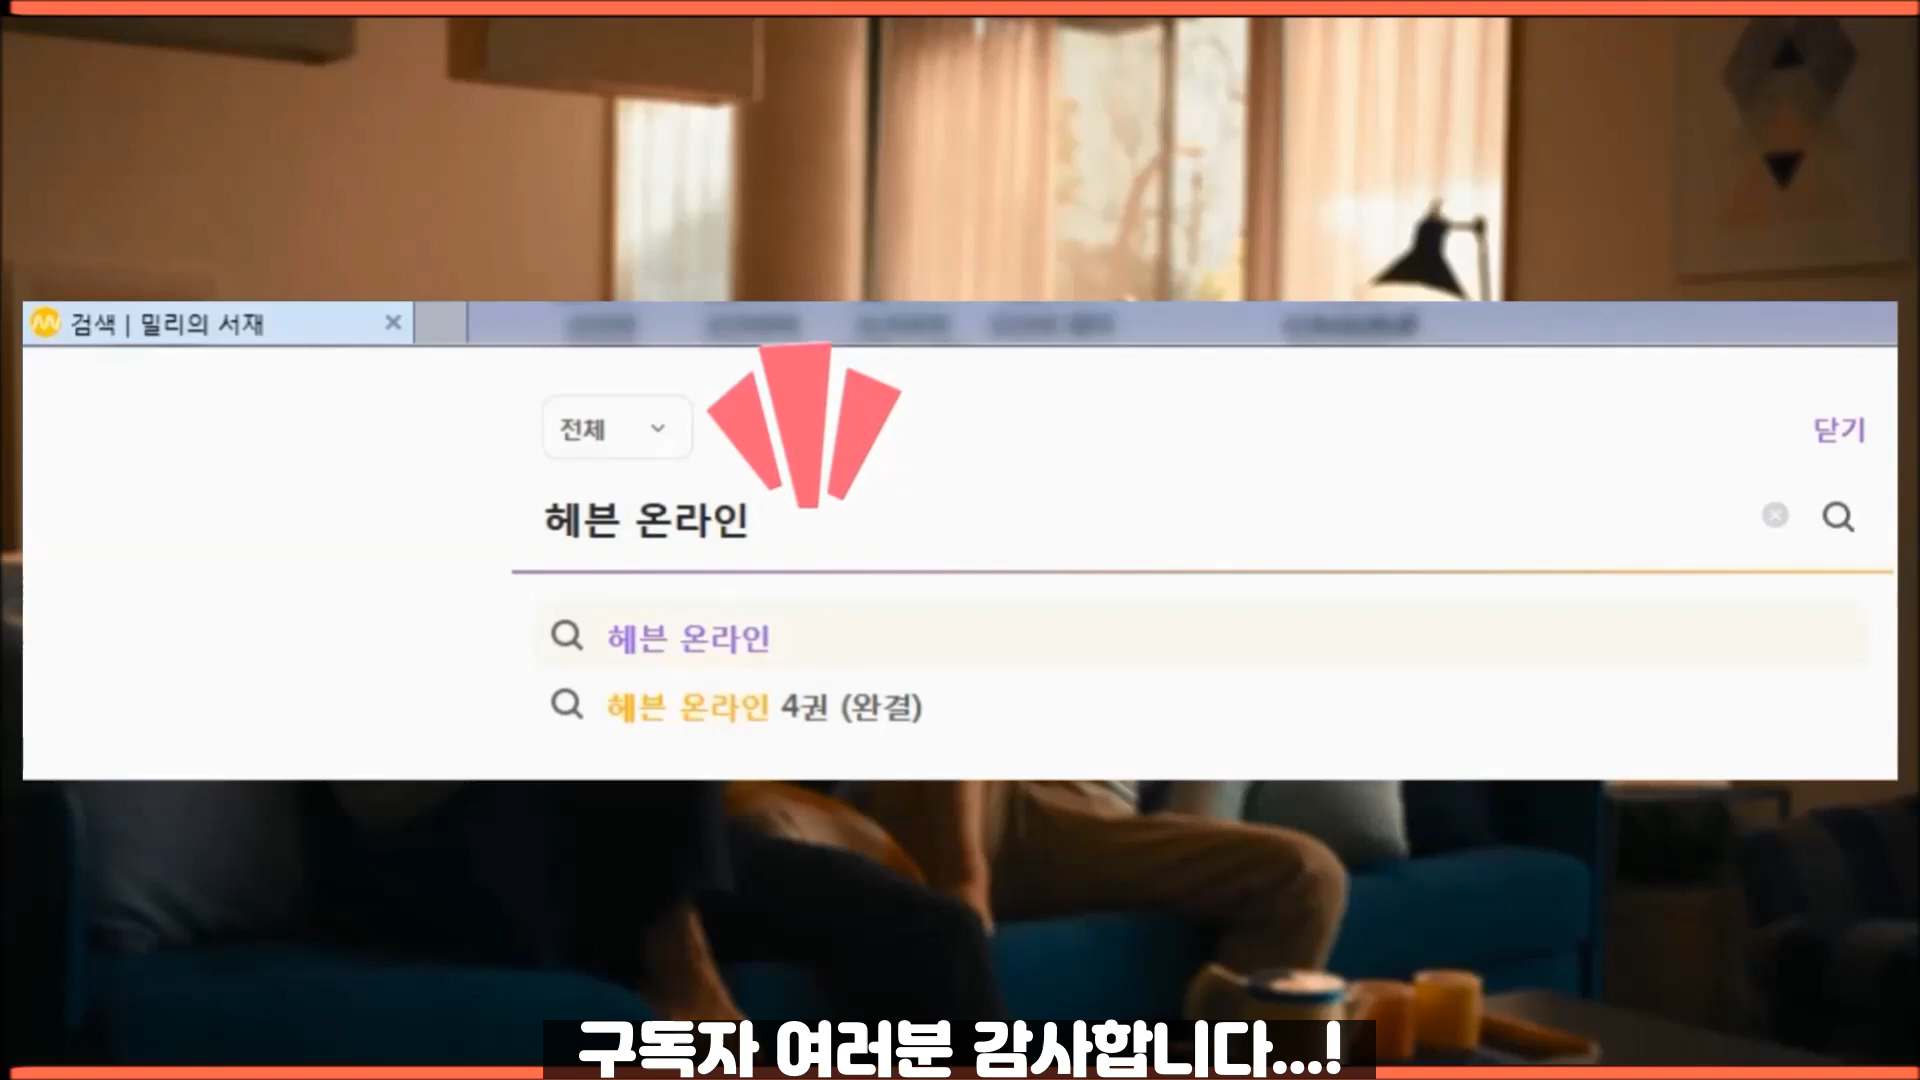 검색 | 밀리의 서재
전체
닫기
헤븐 온라인
헤븐 온라인
헤븐 온라인 4권 (완결)
구독자 여러분 감사합니다...!